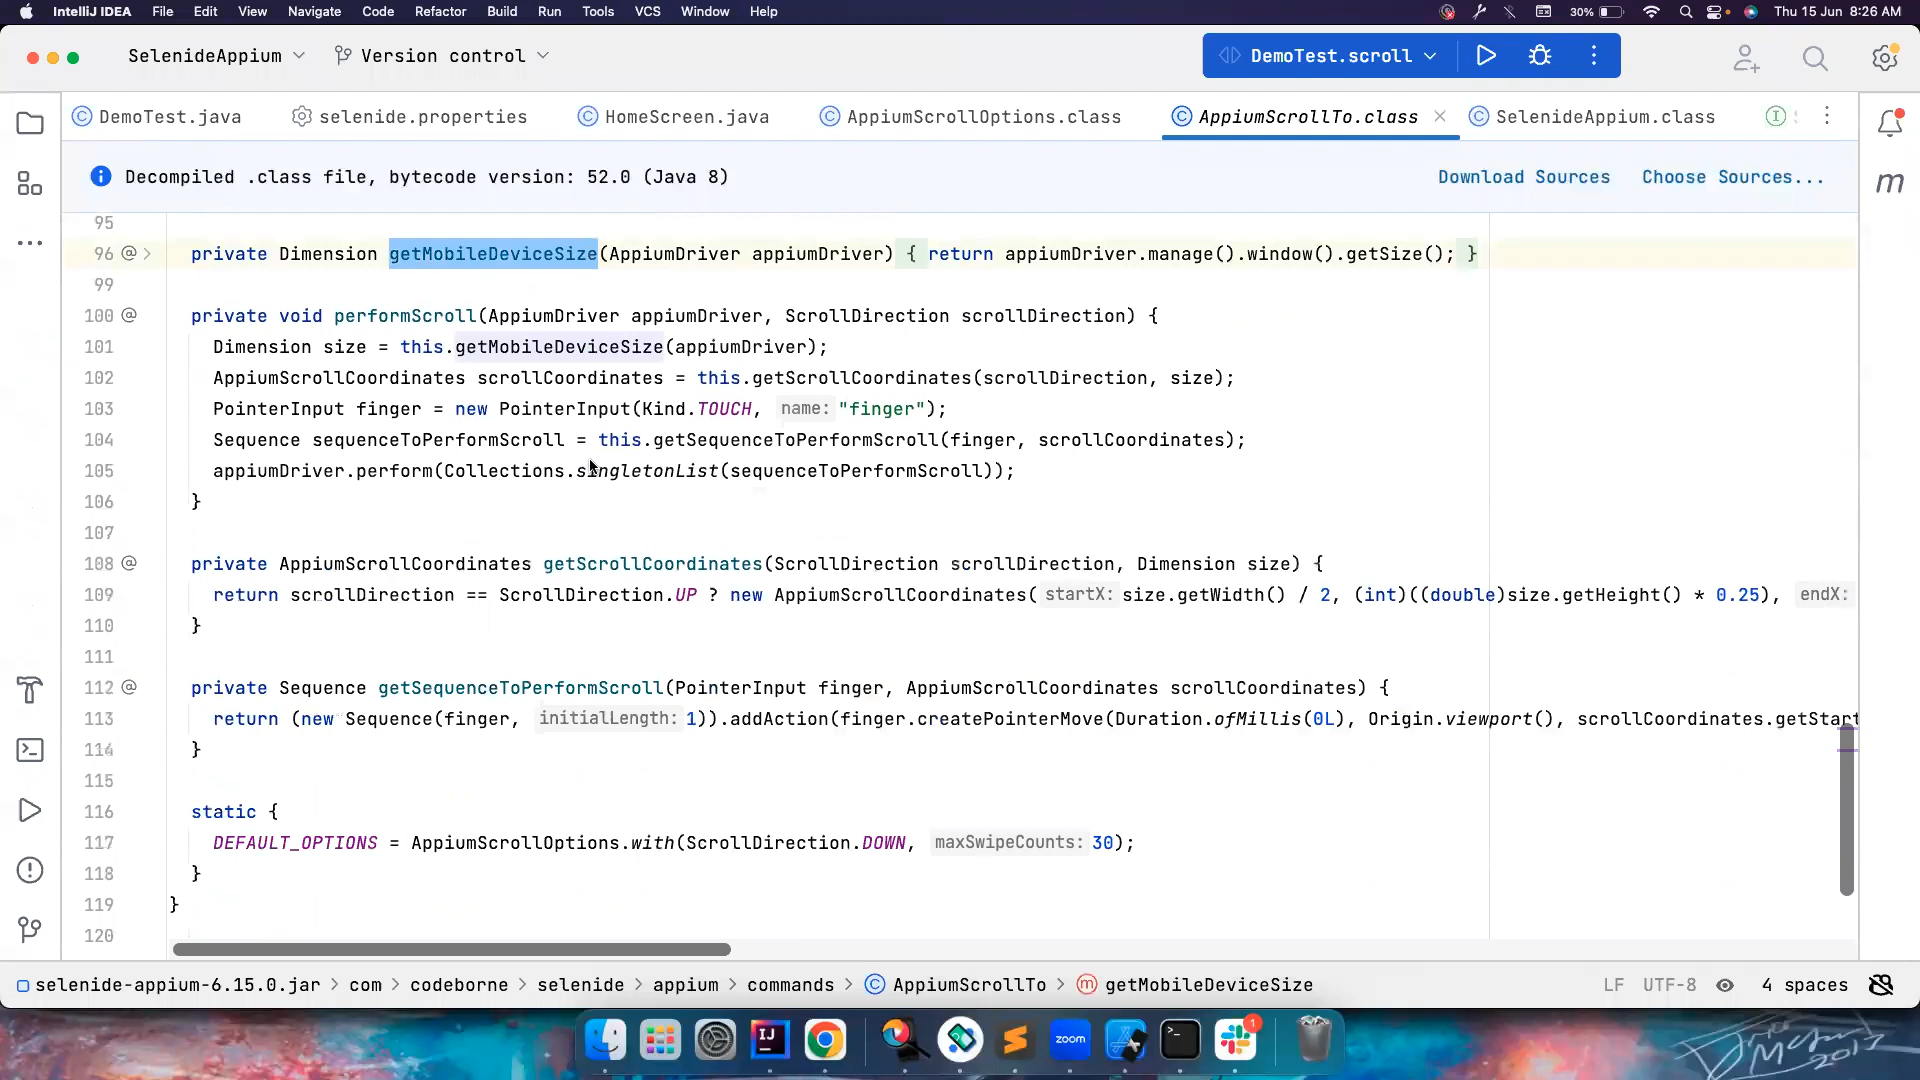 IntelliJ IDEA File Edit View Navigate Code Refactor Build Run Tools VCS Window Help 30% Thu 15 Jun 8:26 AM
SelenideAppium Version control DemoTest.scroll
DemoTest.java selenide.properties HomeScreen.java AppiumScrollOptions.class AppiumScrollTo.class SelenideAppium.class
Decompiled .class file, bytecode version: 52.0 (Java 8) Download Sources Choose Sources...
95
96 private Dimension getMobileDeviceSize(AppiumDriver appiumDriver) { return appiumDriver.manage().window().getSize(); }
99
100 private void performScroll(AppiumDriver appiumDriver, ScrollDirection scrollDirection) {
101 Dimension size = this.getMobileDeviceSize(appiumDriver);
102 AppiumScrollCoordinates scrollCoordinates = this.getScrollCoordinates(scrollDirection, size);
103 PointerInput finger = new PointerInput(Kind.TOUCH, name: "finger");
104 Sequence sequenceToPerformScroll = this.getSequenceToPerformScroll(finger, scrollCoordinates);
105 appiumDriver.perform(Collections.singletonList(sequenceToPerformScroll));
106 }
107
108 private AppiumScrollCoordinates getScrollCoordinates(ScrollDirection scrollDirection, Dimension size) {
109 return scrollDirection == ScrollDirection.UP ? new AppiumScrollCoordinates( startX: size.getWidth() / 2, (int)((double)size.getHeight() * 0.25), endX:
110 }
111
112 private Sequence getSequenceToPerformScroll(PointerInput finger, AppiumScrollCoordinates scrollCoordinates) {
113 return (new Sequence(finger, initialLength: 1)).addAction(finger.createPointerMove(Duration.ofMillis(0L), Origin.viewport(), scrollCoordinates.getStart
114 }
115
116 static {
117 DEFAULT_OPTIONS = AppiumScrollOptions.with(ScrollDirection.DOWN, maxSwipeCounts: 30);
118 }
119 }
120
selenide-appium-6.15.0.jar > com > codeborne > selenide > appium > commands > AppiumScrollTo > getMobileDeviceSize LF UTF-8 4 spaces
zoom
1